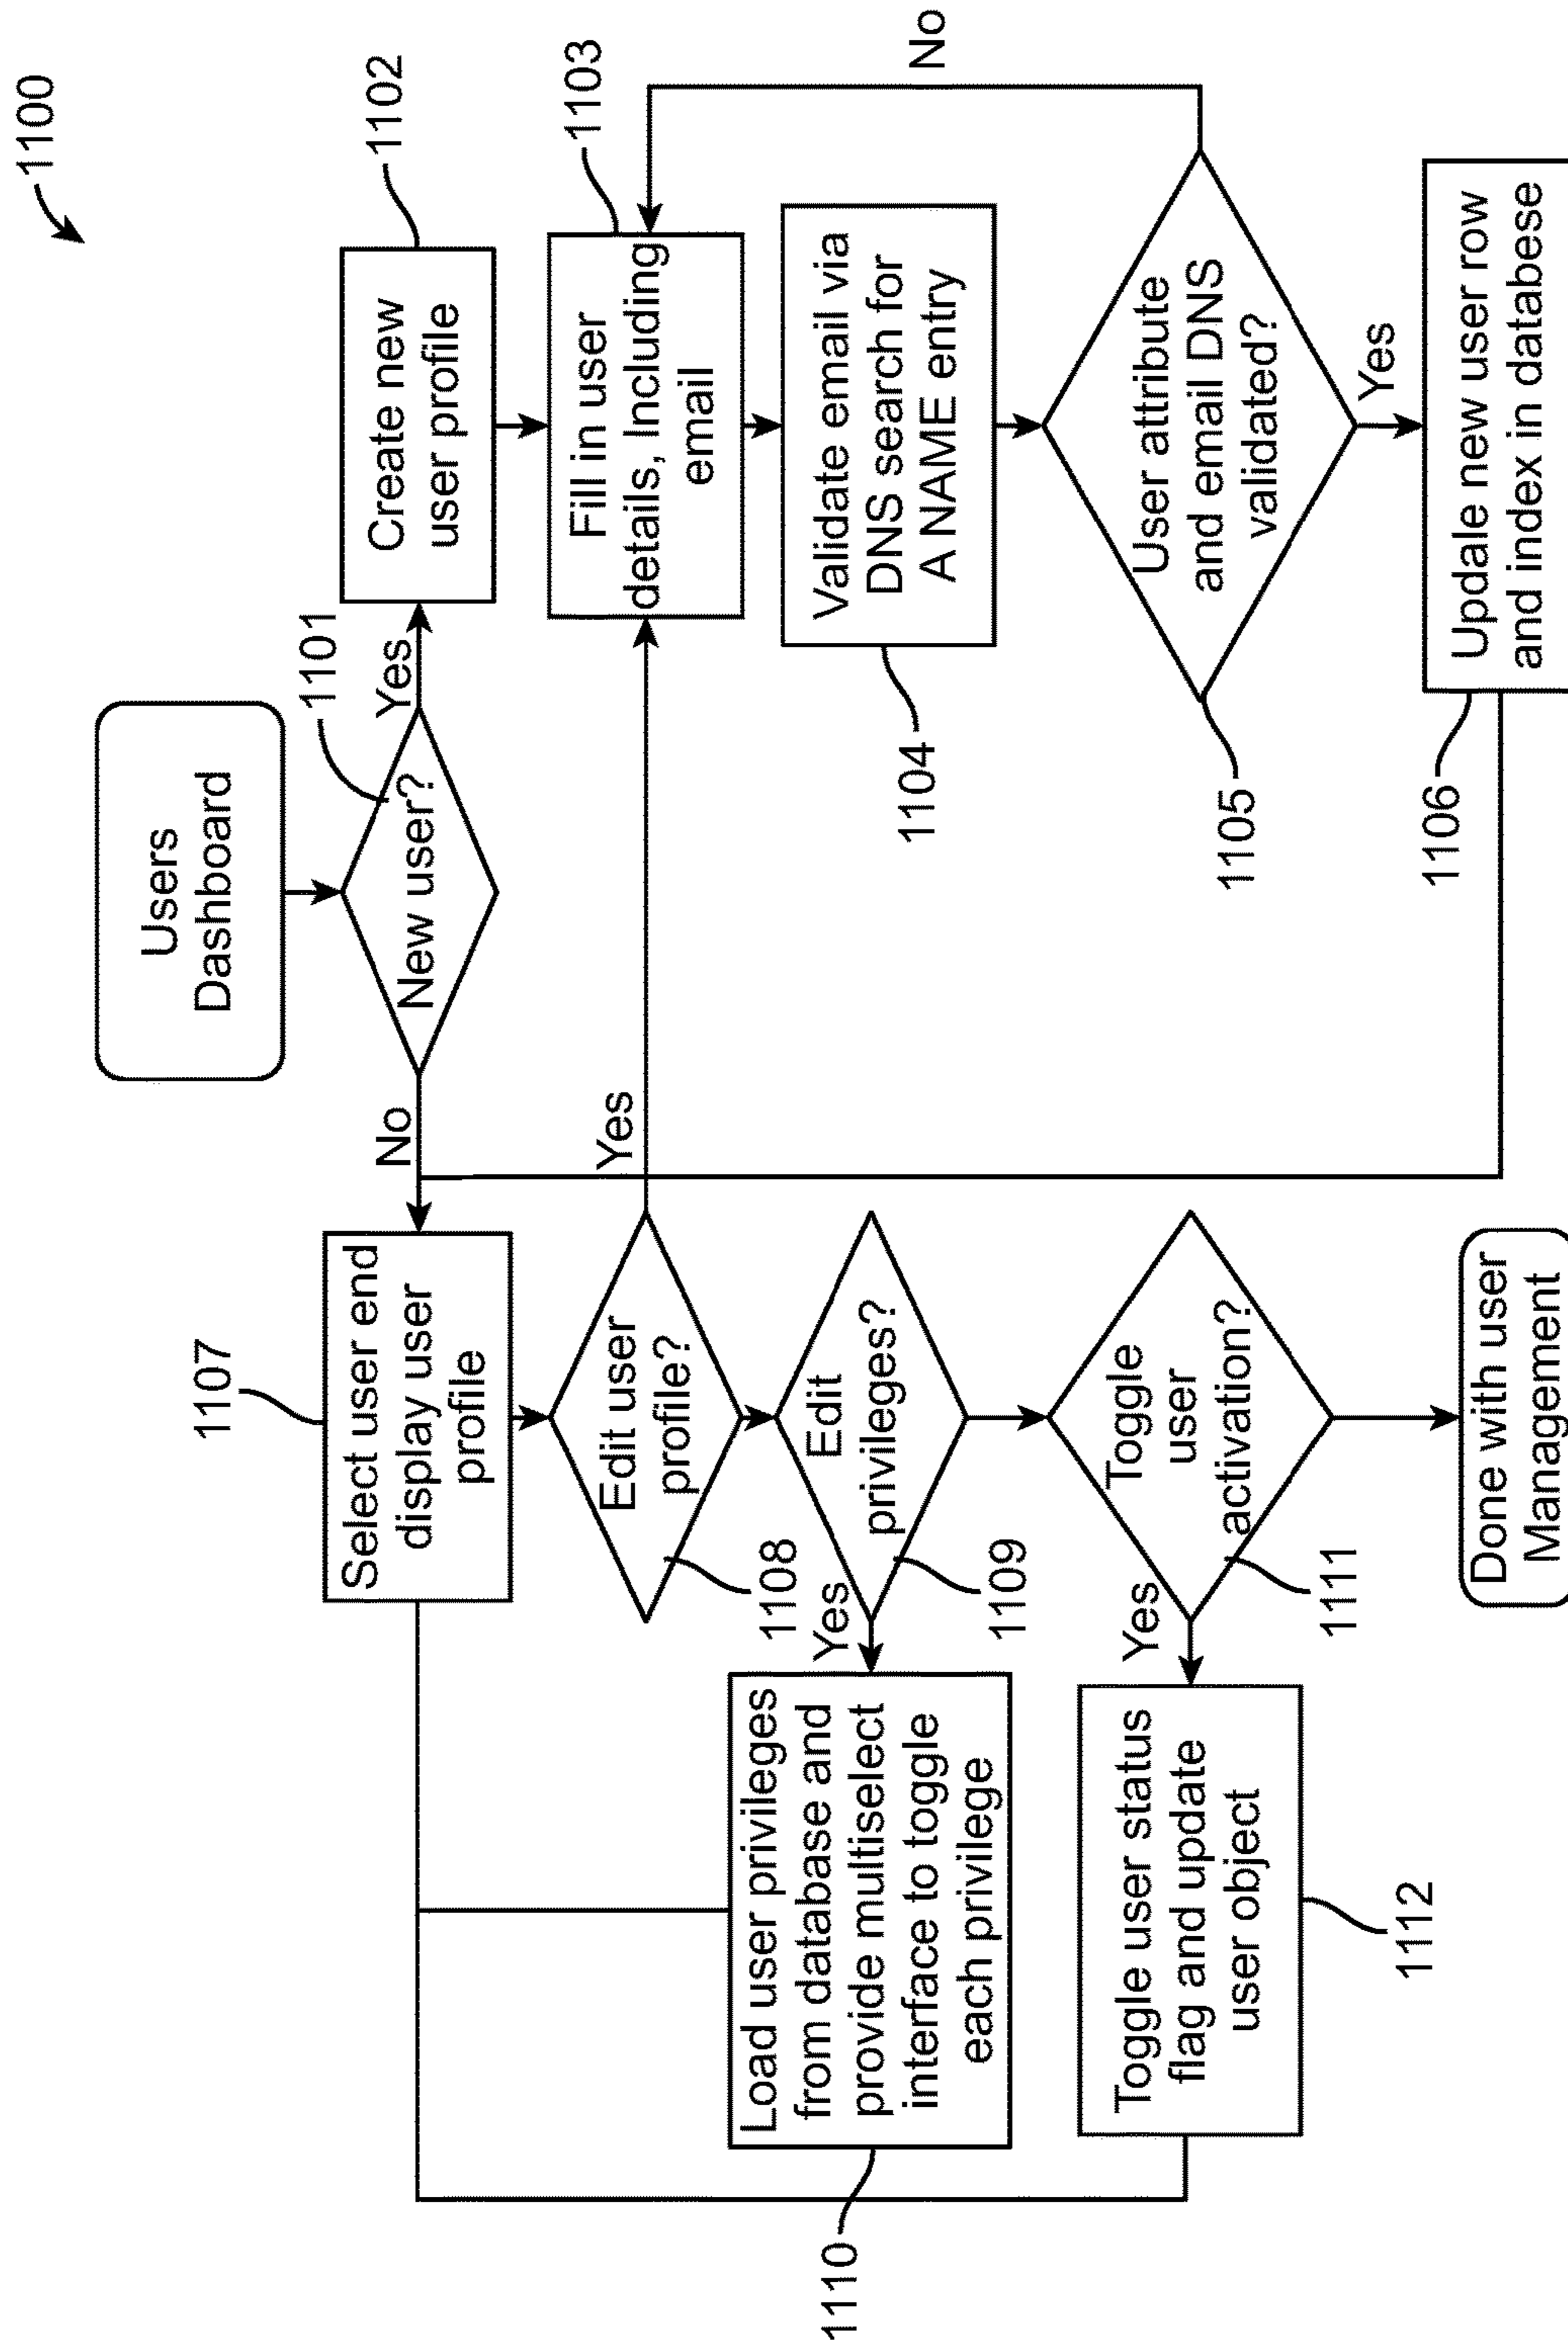 1100
Users
Dashboard
1101
New user?
Yes
No
1102
Create new
user profile
1103
Fill in user
details, Including
email
Validate email via
DNS search for
A NAME entry
1104
User attribute
and email DNS
validated?
1105
No
Yes
Updale new user row
and index in databese
1106
1107
Select user end
display user
profile
Edit user
profile?
1108
Yes
Edit
privileges?
1109
Yes
Load user privileges
from database and
provide multiselect
interface to toggle
each privilege
1110
Toggle
user
activation?
1111
Yes
Toggle user status
flag and update
user object
1112
Done with user
Management